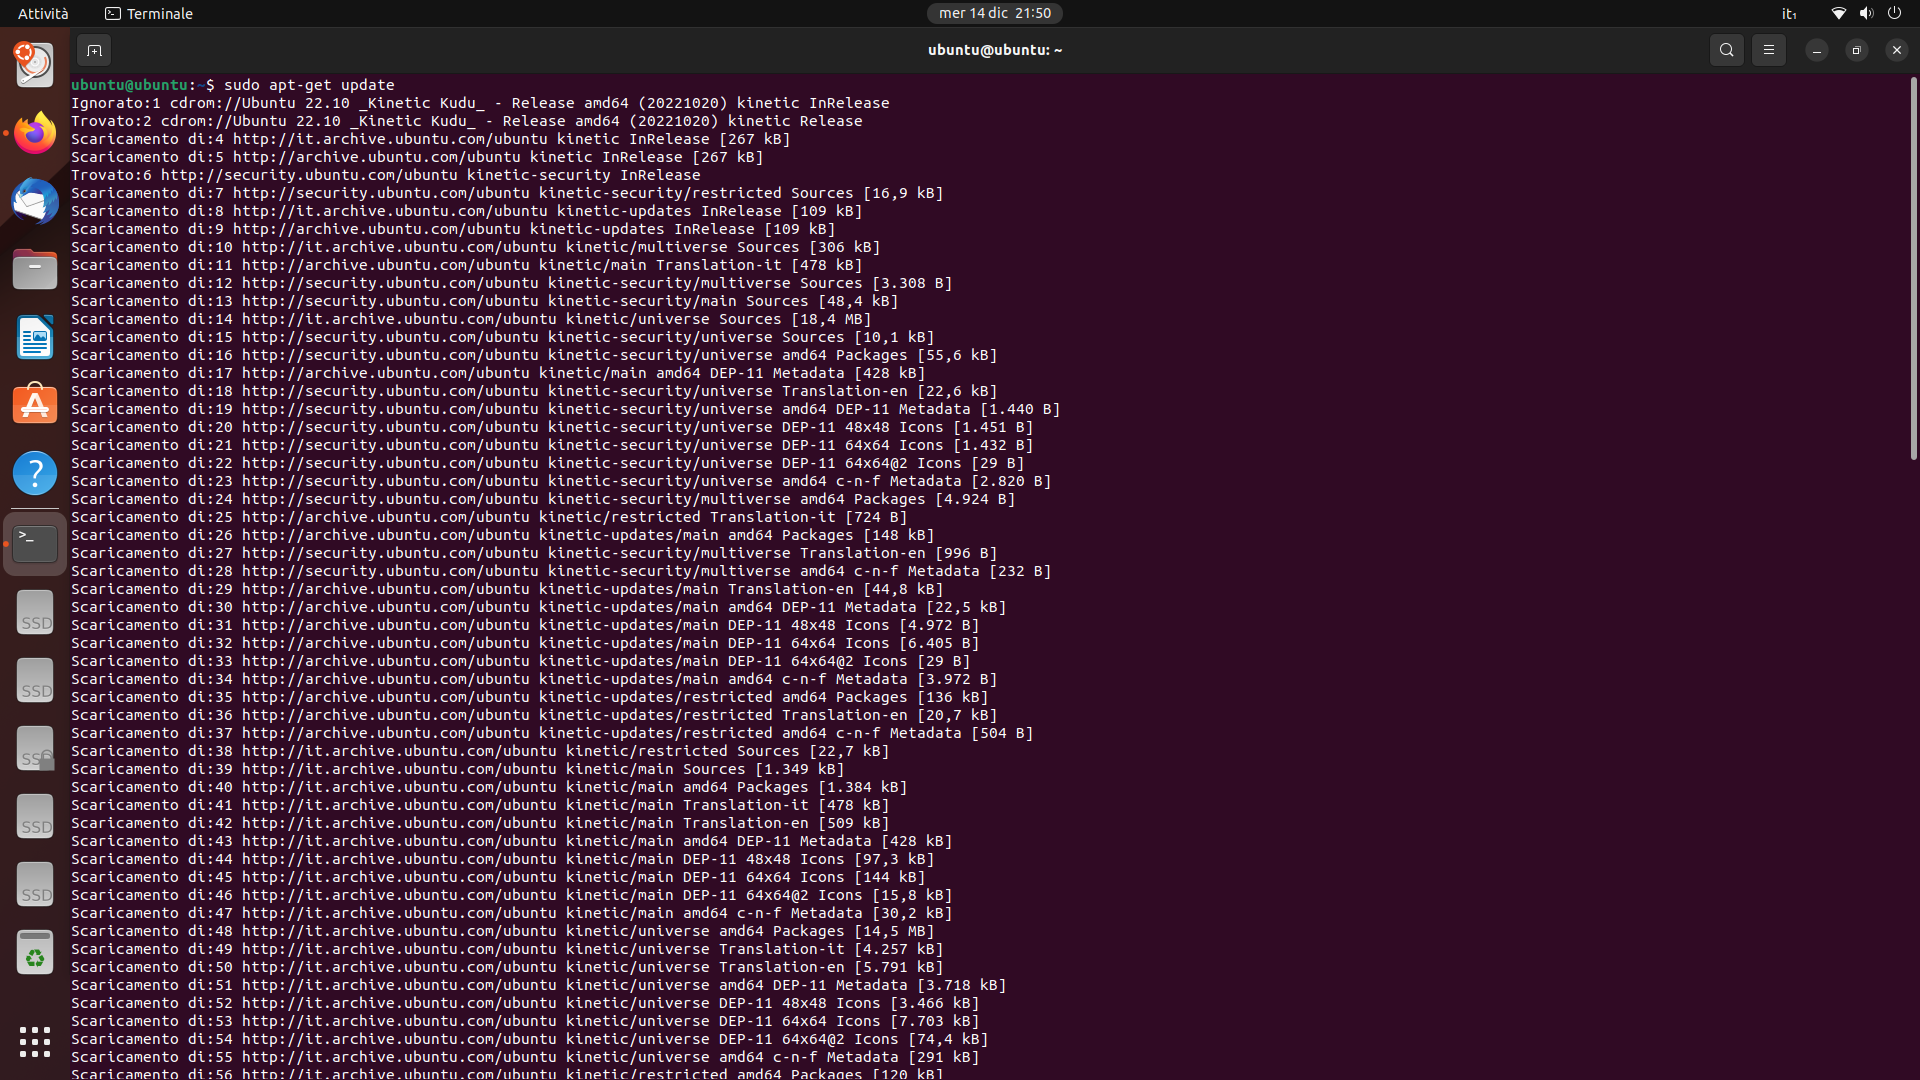 Attività
Terminale
mer 14 dic 21:50
it₁
ubuntu@ubuntu: ~
ubuntu@ubuntu:~$ sudo apt-get update
Ignorato:1 cdrom://Ubuntu 22.10 _Kinetic Kudu_ - Release amd64 (20221020) kinetic InRelease
Trovato:2 cdrom://Ubuntu 22.10 _Kinetic Kudu_ - Release amd64 (20221020) kinetic Release
Scaricamento di:4 http://it.archive.ubuntu.com/ubuntu kinetic InRelease [267 kB]
Scaricamento di:5 http://archive.ubuntu.com/ubuntu kinetic InRelease [267 kB]
Trovato:6 http://security.ubuntu.com/ubuntu kinetic-security InRelease
Scaricamento di:7 http://security.ubuntu.com/ubuntu kinetic-security/restricted Sources [16,9 kB]
Scaricamento di:8 http://it.archive.ubuntu.com/ubuntu kinetic-updates InRelease [109 kB]
Scaricamento di:9 http://archive.ubuntu.com/ubuntu kinetic-updates InRelease [109 kB]
Scaricamento di:10 http://it.archive.ubuntu.com/ubuntu kinetic/multiverse Sources [306 kB]
Scaricamento di:11 http://archive.ubuntu.com/ubuntu kinetic/main Translation-it [478 kB]
Scaricamento di:12 http://security.ubuntu.com/ubuntu kinetic-security/multiverse Sources [3.308 B]
Scaricamento di:13 http://security.ubuntu.com/ubuntu kinetic-security/main Sources [48,4 kB]
Scaricamento di:14 http://it.archive.ubuntu.com/ubuntu kinetic/universe Sources [18,4 MB]
Scaricamento di:15 http://security.ubuntu.com/ubuntu kinetic-security/universe Sources [10,1 kB]
Scaricamento di:16 http://security.ubuntu.com/ubuntu kinetic-security/universe amd64 Packages [55,6 kB]
Scaricamento di:17 http://archive.ubuntu.com/ubuntu kinetic/main amd64 DEP-11 Metadata [428 kB]
Scaricamento di:18 http://security.ubuntu.com/ubuntu kinetic-security/universe Translation-en [22,6 kB]
Scaricamento di:19 http://security.ubuntu.com/ubuntu kinetic-security/universe amd64 DEP-11 Metadata [1.440 B]
Scaricamento di:20 http://security.ubuntu.com/ubuntu kinetic-security/universe DEP-11 48x48 Icons [1.451 B]
Scaricamento di:21 http://security.ubuntu.com/ubuntu kinetic-security/universe DEP-11 64x64 Icons [1.432 B]
Scaricamento di:22 http://security.ubuntu.com/ubuntu kinetic-security/universe DEP-11 64x64@2 Icons [29 B]
Scaricamento di:23 http://security.ubuntu.com/ubuntu kinetic-security/universe amd64 c-n-f Metadata [2.820 B]
Scaricamento di:24 http://security.ubuntu.com/ubuntu kinetic-security/multiverse amd64 Packages [4.924 B]
Scaricamento di:25 http://archive.ubuntu.com/ubuntu kinetic/restricted Translation-it [724 B]
Scaricamento di:26 http://archive.ubuntu.com/ubuntu kinetic-updates/main amd64 Packages [148 kB]
Scaricamento di:27 http://security.ubuntu.com/ubuntu kinetic-security/multiverse Translation-en [996 B]
Scaricamento di:28 http://security.ubuntu.com/ubuntu kinetic-security/multiverse amd64 c-n-f Metadata [232 B]
Scaricamento di:29 http://archive.ubuntu.com/ubuntu kinetic-updates/main Translation-en [44,8 kB]
Scaricamento di:30 http://archive.ubuntu.com/ubuntu kinetic-updates/main amd64 DEP-11 Metadata [22,5 kB]
Scaricamento di:31 http://archive.ubuntu.com/ubuntu kinetic-updates/main DEP-11 48x48 Icons [4.972 B]
Scaricamento di:32 http://archive.ubuntu.com/ubuntu kinetic-updates/main DEP-11 64x64 Icons [6.405 B]
Scaricamento di:33 http://archive.ubuntu.com/ubuntu kinetic-updates/main DEP-11 64x64@2 Icons [29 B]
Scaricamento di:34 http://archive.ubuntu.com/ubuntu kinetic-updates/main amd64 c-n-f Metadata [3.972 B]
Scaricamento di:35 http://archive.ubuntu.com/ubuntu kinetic-updates/restricted amd64 Packages [136 kB]
Scaricamento di:36 http://archive.ubuntu.com/ubuntu kinetic-updates/restricted Translation-en [20,7 kB]
Scaricamento di:37 http://archive.ubuntu.com/ubuntu kinetic-updates/restricted amd64 c-n-f Metadata [504 B]
Scaricamento di:38 http://it.archive.ubuntu.com/ubuntu kinetic/restricted Sources [22,7 kB]
Scaricamento di:39 http://it.archive.ubuntu.com/ubuntu kinetic/main Sources [1.349 kB]
Scaricamento di:40 http://it.archive.ubuntu.com/ubuntu kinetic/main amd64 Packages [1.384 kB]
Scaricamento di:41 http://it.archive.ubuntu.com/ubuntu kinetic/main Translation-it [478 kB]
Scaricamento di:42 http://it.archive.ubuntu.com/ubuntu kinetic/main Translation-en [509 kB]
Scaricamento di:43 http://it.archive.ubuntu.com/ubuntu kinetic/main amd64 DEP-11 Metadata [428 kB]
Scaricamento di:44 http://it.archive.ubuntu.com/ubuntu kinetic/main DEP-11 48x48 Icons [97,3 kB]
Scaricamento di:45 http://it.archive.ubuntu.com/ubuntu kinetic/main DEP-11 64x64 Icons [144 kB]
Scaricamento di:46 http://it.archive.ubuntu.com/ubuntu kinetic/main DEP-11 64x64@2 Icons [15,8 kB]
Scaricamento di:47 http://it.archive.ubuntu.com/ubuntu kinetic/main amd64 c-n-f Metadata [30,2 kB]
Scaricamento di:48 http://it.archive.ubuntu.com/ubuntu kinetic/universe amd64 Packages [14,5 MB]
Scaricamento di:49 http://it.archive.ubuntu.com/ubuntu kinetic/universe Translation-it [4.257 kB]
Scaricamento di:50 http://it.archive.ubuntu.com/ubuntu kinetic/universe Translation-en [5.791 kB]
Scaricamento di:51 http://it.archive.ubuntu.com/ubuntu kinetic/universe amd64 DEP-11 Metadata [3.718 kB]
Scaricamento di:52 http://it.archive.ubuntu.com/ubuntu kinetic/universe DEP-11 48x48 Icons [3.466 kB]
Scaricamento di:53 http://it.archive.ubuntu.com/ubuntu kinetic/universe DEP-11 64x64 Icons [7.703 kB]
Scaricamento di:54 http://it.archive.ubuntu.com/ubuntu kinetic/universe DEP-11 64x64@2 Icons [74,4 kB]
Scaricamento di:55 http://it.archive.ubuntu.com/ubuntu kinetic/universe amd64 c-n-f Metadata [291 kB]
Scaricamento di:56 http://it.archive.ubuntu.com/ubuntu kinetic/restricted amd64 Packages [120 kB]
SSD
SSD
SSD
SSD
SSD